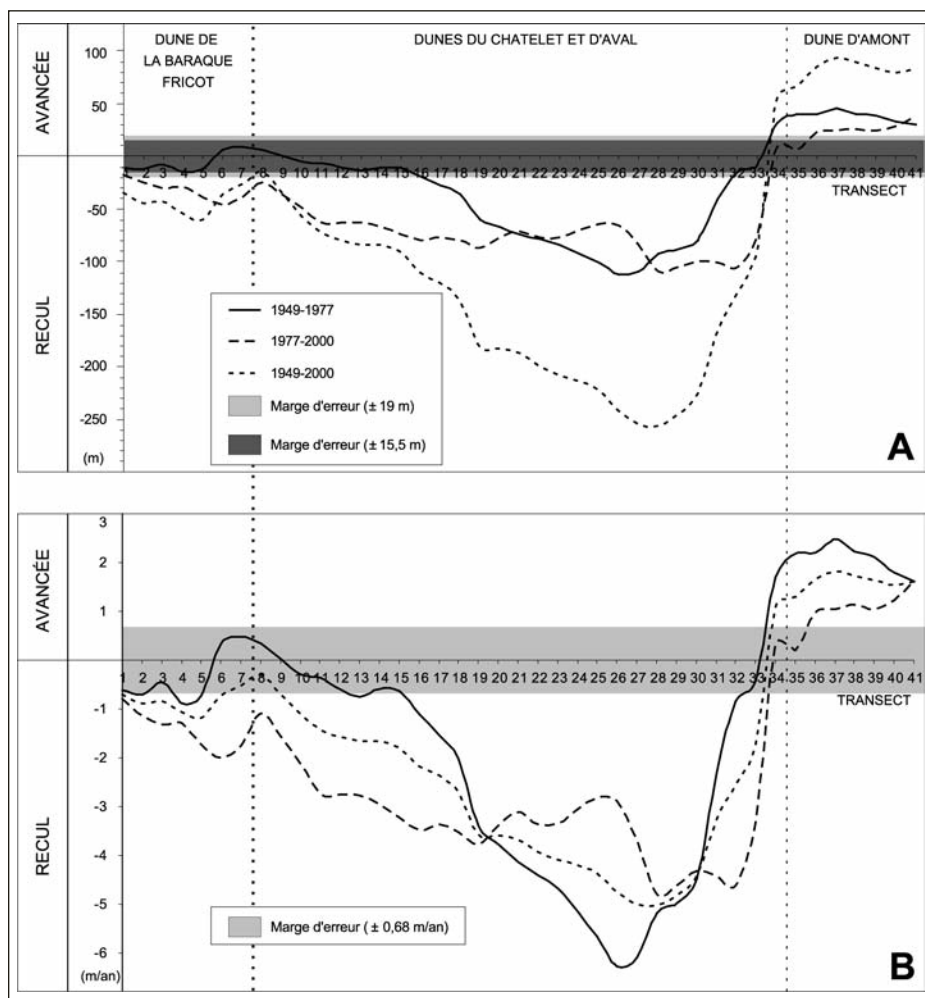 DUNE DE
LA BARAQUE
FRICOT
DUNES DU CHATELET ET D'AVAL
DUNE D'AMONT
AVANCÉE
RECUL
100
50
-50
-100
-150
-200
-250
(m)
1 2 3 4 5 6 7 8 9 10 11 12 13 14 15 16 17 18 19 20 21 22 23 24 25 26 27 28 29 30 31 32 33 34 35 36 37 38 39 40 41
TRANSECT
1949-1977
1977-2000
1949-2000
Marge d'erreur (± 19 m)
Marge d'erreur (± 15,5 m)
A
AVANCÉE
RECUL
3
2
1
-1
-2
-3
-4
-5
-6
(m/an)
1 2 3 4 5 6 7 8 9 10 11 12 13 14 15 16 17 18 19 20 21 22 23 24 25 26 27 28 29 30 31 32 33 34 35 36 37 38 39 40 41
TRANSECT
Marge d'erreur ( ± 0,68 m/an)
B